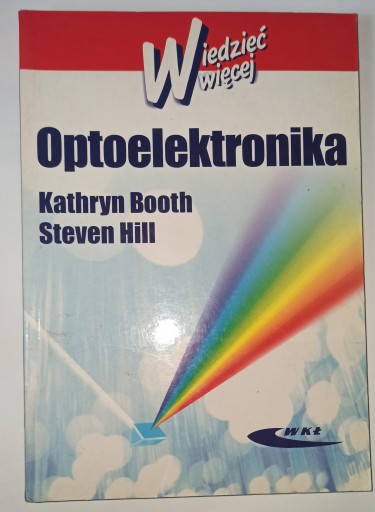 Wiedzieć
więcej
Optoelektronika
Kathryn Booth
Steven Hill
WKŁ